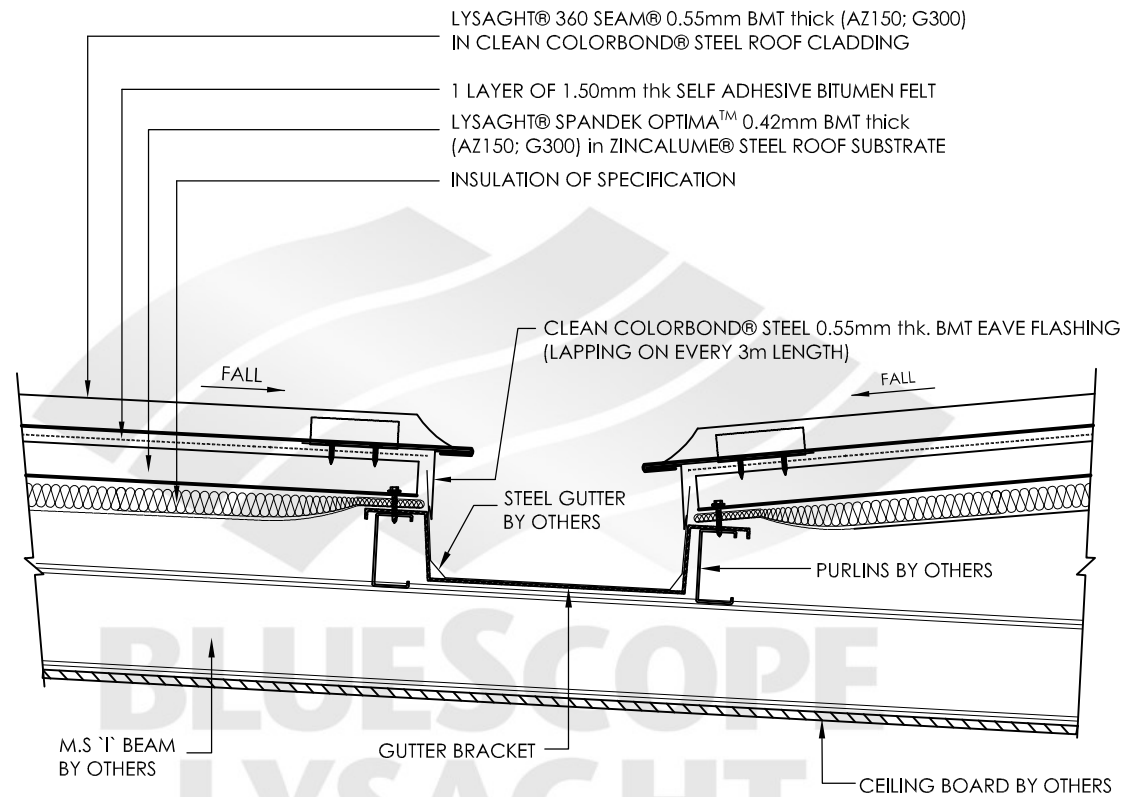 LYSAGHT® 360 SEAM® 0.55mm BMT thick (AZ150; G300)
IN CLEAN COLORBOND® STEEL ROOF CLADDING
1 LAYER OF 1.50mm thk SELF ADHESIVE BITUMEN FELT
LYSAGHT® SPANDEK OPTIMA™ 0.42mm BMT thick
(AZ150; G300) in ZINCALUME® STEEL ROOF SUBSTRATE
INSULATION OF SPECIFICATION
CLEAN COLORBOND® STEEL 0.55mm thk. BMT EAVE FLASHING
(LAPPING ON EVERY 3m LENGTH)
FALL
FALL
STEEL GUTTER
BY OTHERS
PURLINS BY OTHERS
BLUESCOPE
LYSAGHT
M.S `I` BEAM
BY OTHERS
GUTTER BRACKET
CEILING BOARD BY OTHERS